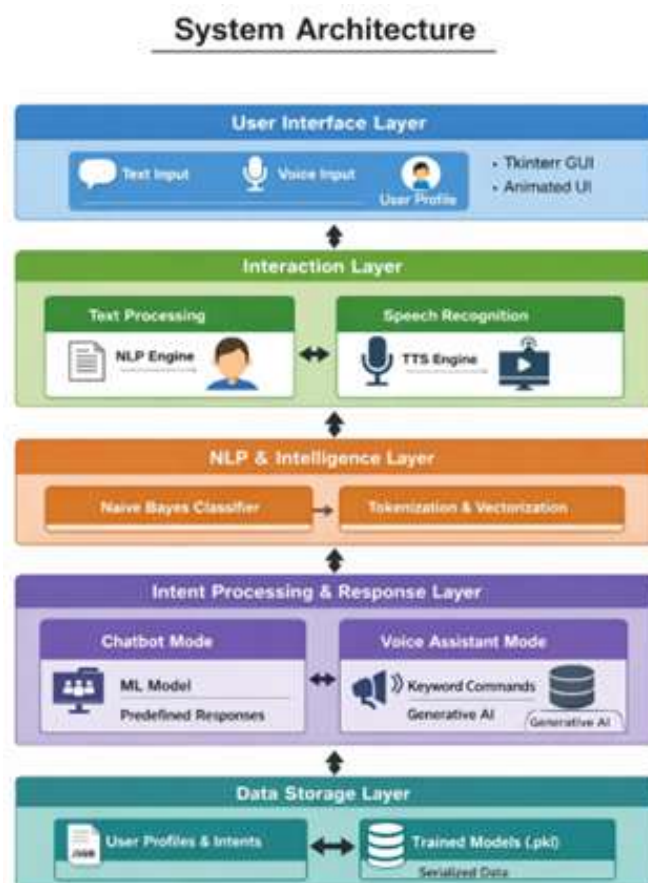 System Architecture
User Interface Layer
Text Input
Voice Input
User Profile
• Tkinterr GUI
• Animated UI
Interaction Layer
Text Processing
NLP Engine
Speech Recognition
TTS Engine
NLP & Intelligence Layer
Naive Bayes Classifier
Tokenization & Vectorization
Intent Processing & Response Layer
Chatbot Mode
ML Model
Predefined Responses
Voice Assistant Mode
Keyword Commands
Generative AI
Generative AI
Data Storage Layer
User Profiles & Intents
Trained Models (.pkl)
Serialized Data